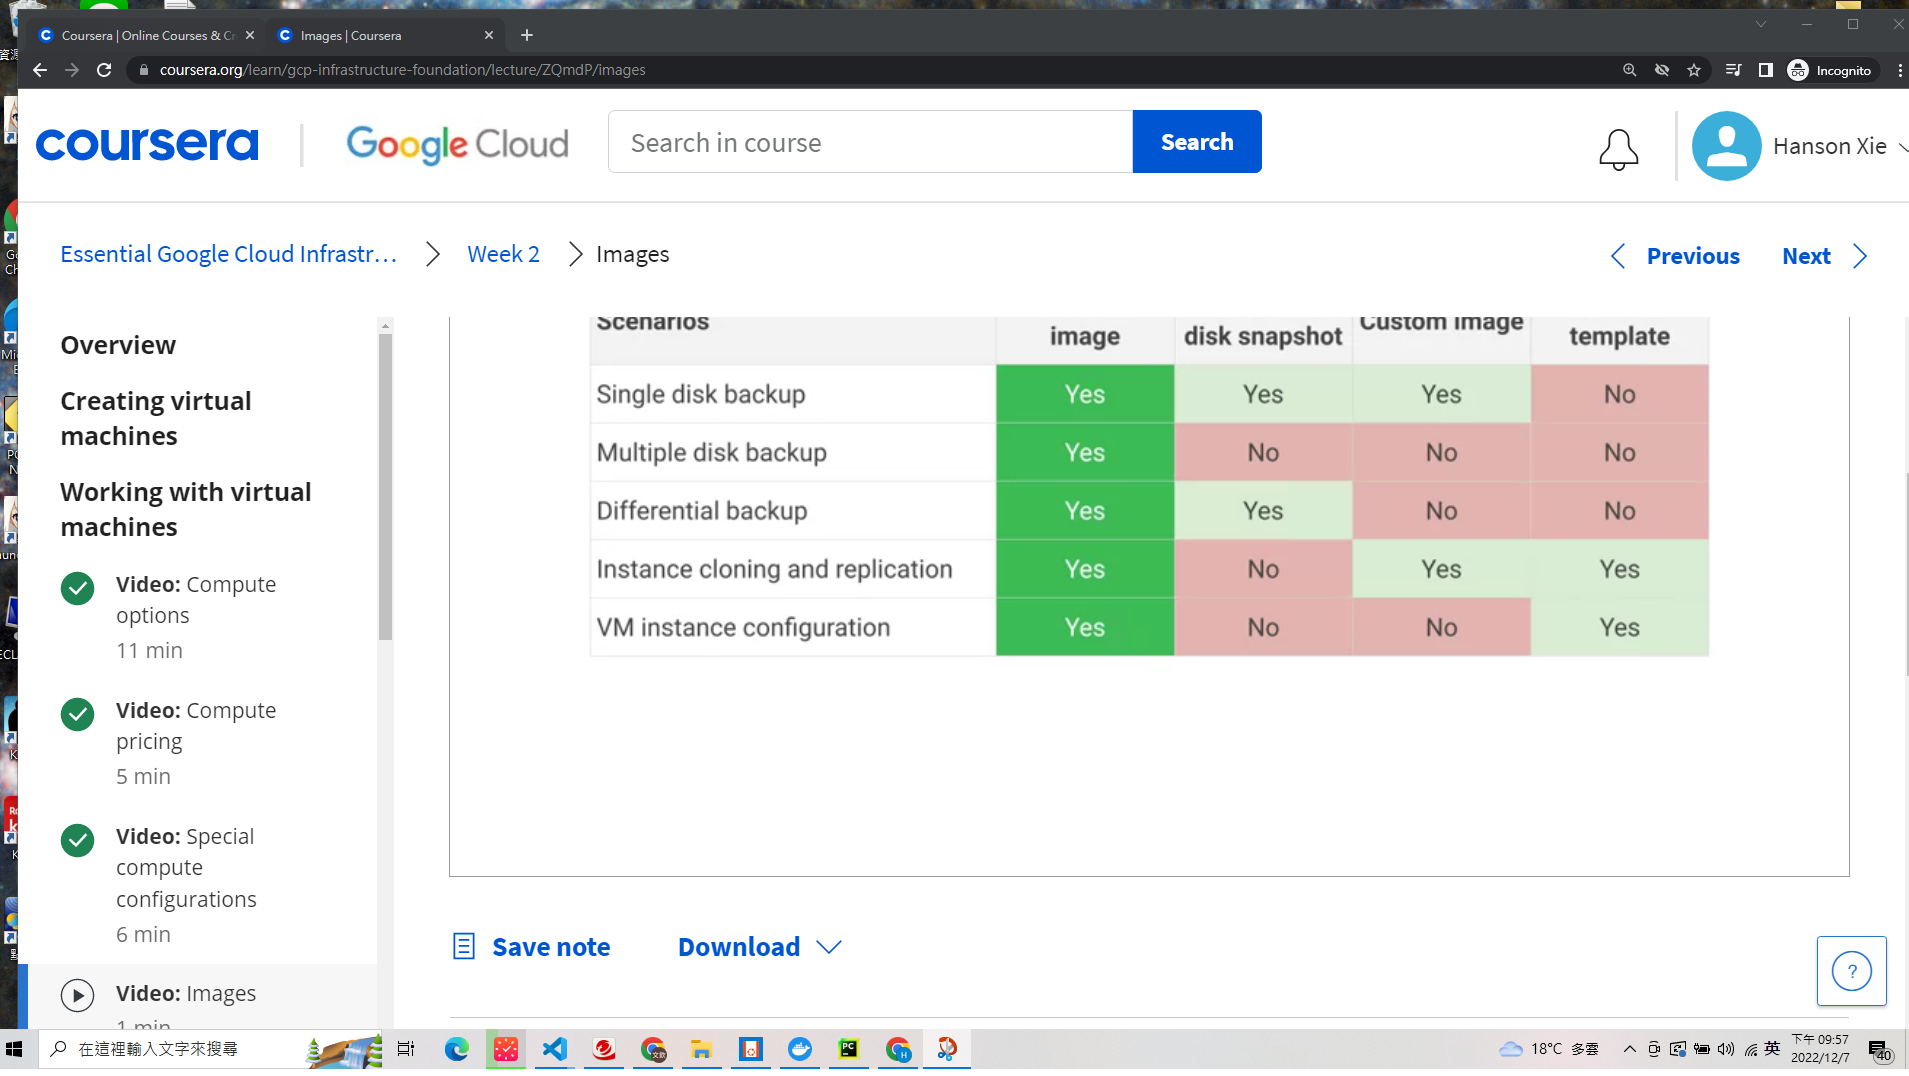 Coursera | Online Courses & Cr
Images | Coursera
coursera.org/learn/gcp-infrastructure-foundation/lecture/ZQmdP/images
Incognito
coursera
Google Cloud
Search in course
Search
Hanson Xie
Essential Google Cloud Infrastr…
Week 2
Images
Previous
Next
Overview
Creating virtual
machines
Working with virtual
machines
Video: Compute
options
11 min
Video: Compute
pricing
5 min
Video: Special
compute
configurations
6 min
Video: Images
1 min
Scenarios image disk snapshot Custom image template
Single disk backup Yes Yes Yes No
Multiple disk backup Yes No No No
Differential backup Yes Yes No No
Instance cloning and replication Yes No Yes Yes
VM instance configuration Yes No No Yes
Save note
Download
?
在這裡輸入文字來搜尋
18°C 多雲
英
下午 09:57
2022/12/7
40